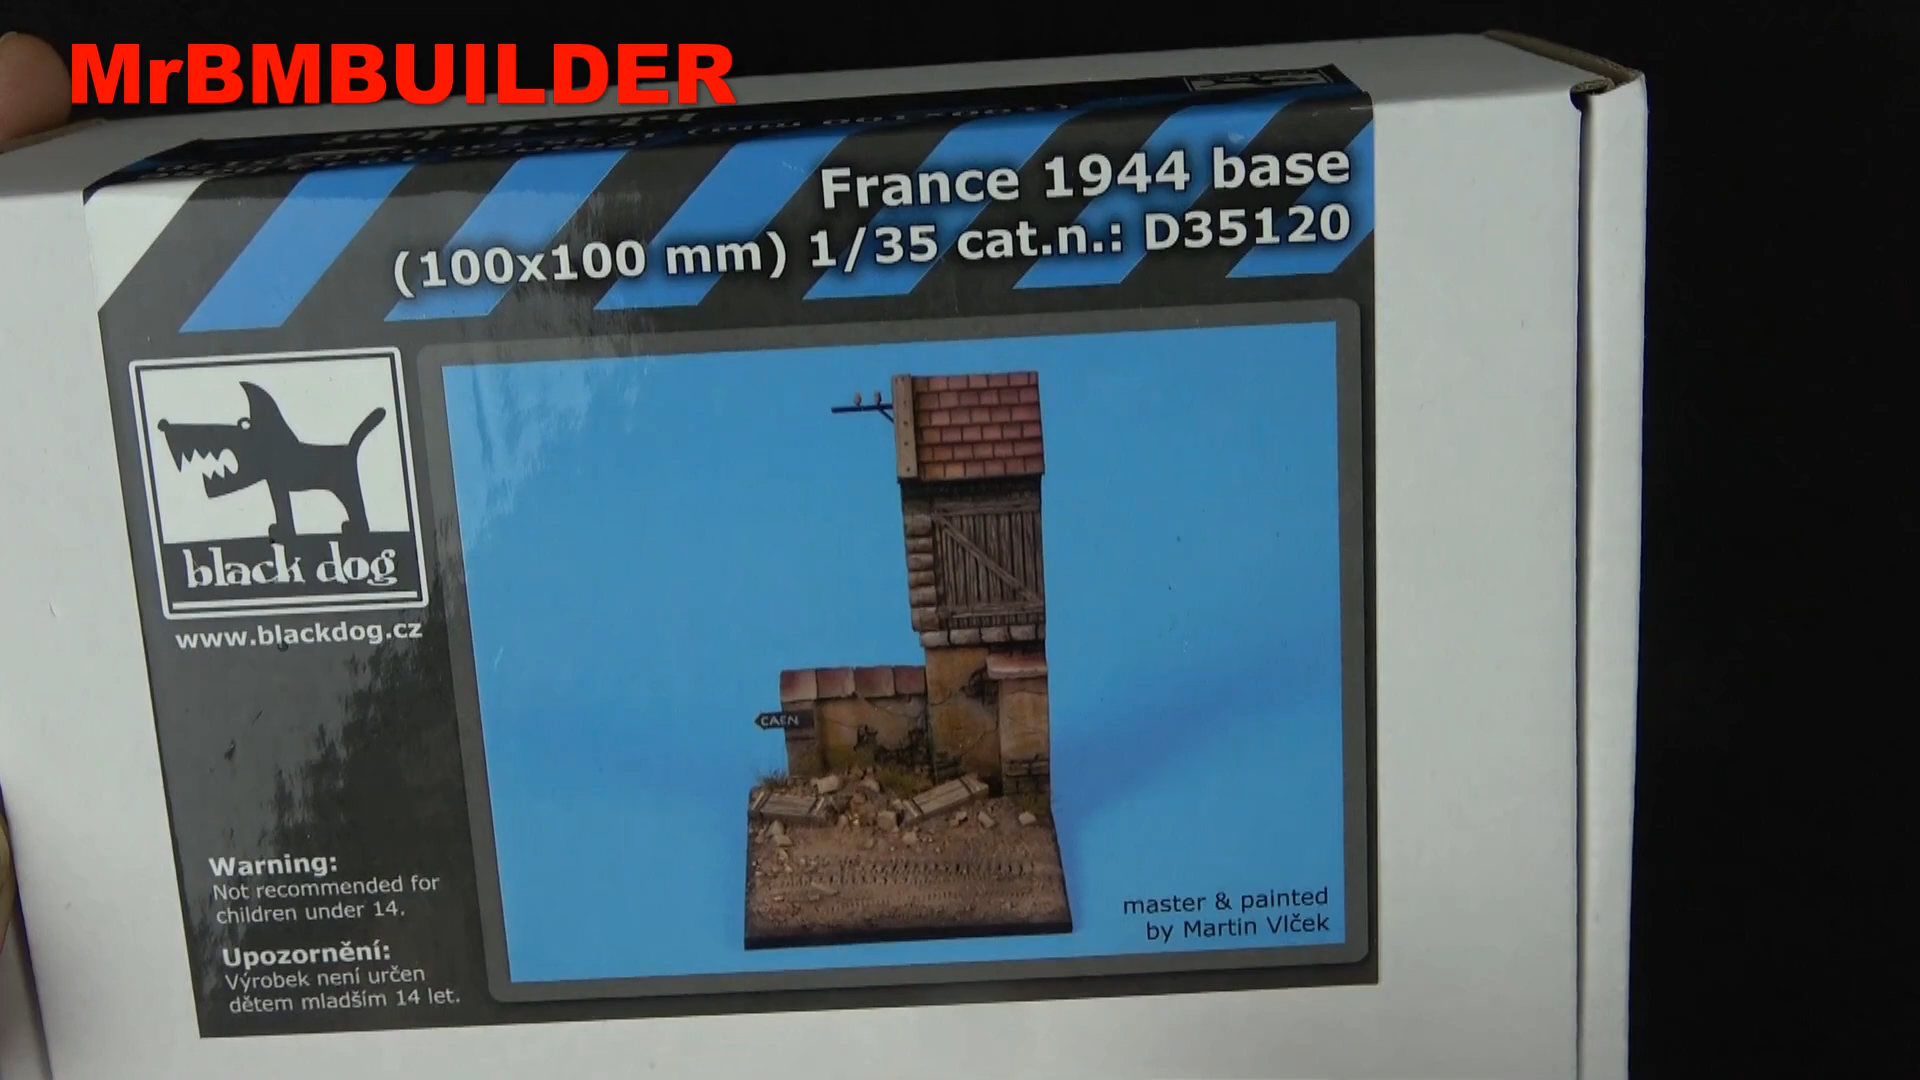 MrBMBUILDER
France 1944 base
(100x100 mm) 1/35 cat.n.: D35120
black dog
www.blackdog.cz
CAEN
Warning:
Not recommended for
children under 14.
Upozornění:
Výrobek není určen
dětem mladším 14 let.
master & painted
by Martin Vlček